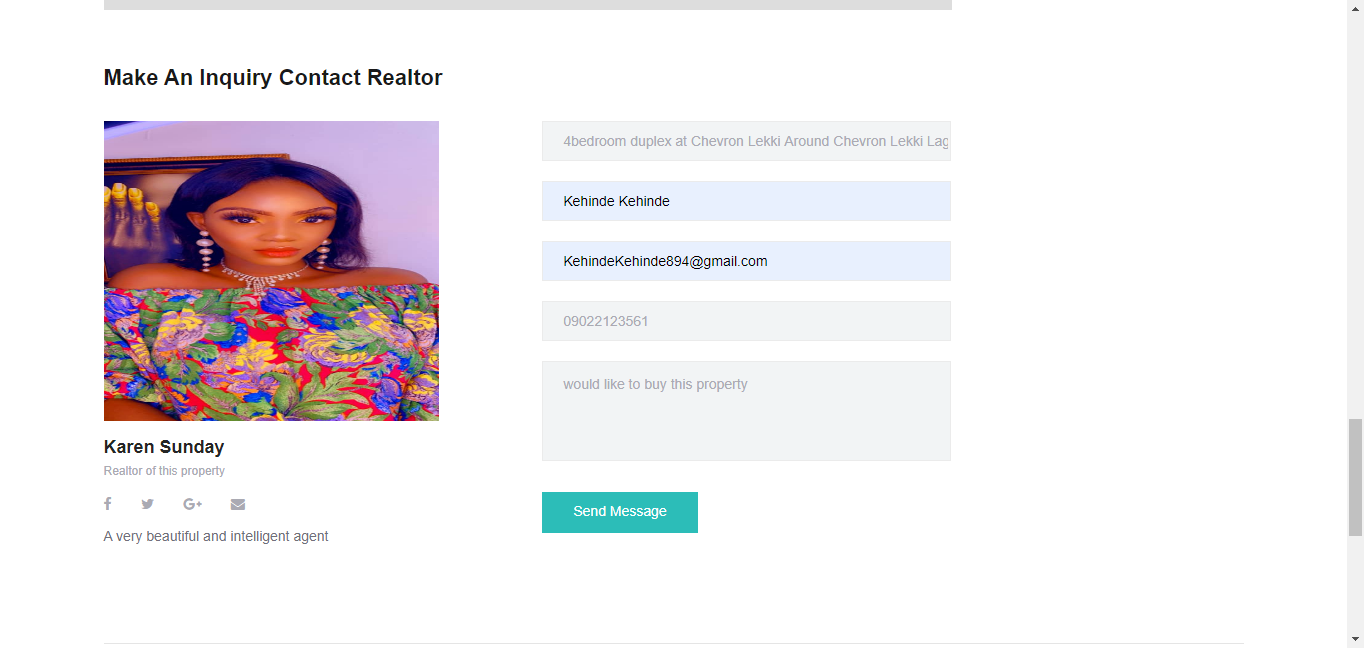 Make An Inquiry Contact Realtor
4bedroom duplex at Chevron Lekki Around Chevron Lekki Lag
Kehinde Kehinde
KehindeKehinde894@gmail.com
09022123561
would like to buy this property
Send Message
Karen Sunday
Realtor of this property
A very beautiful and intelligent agent